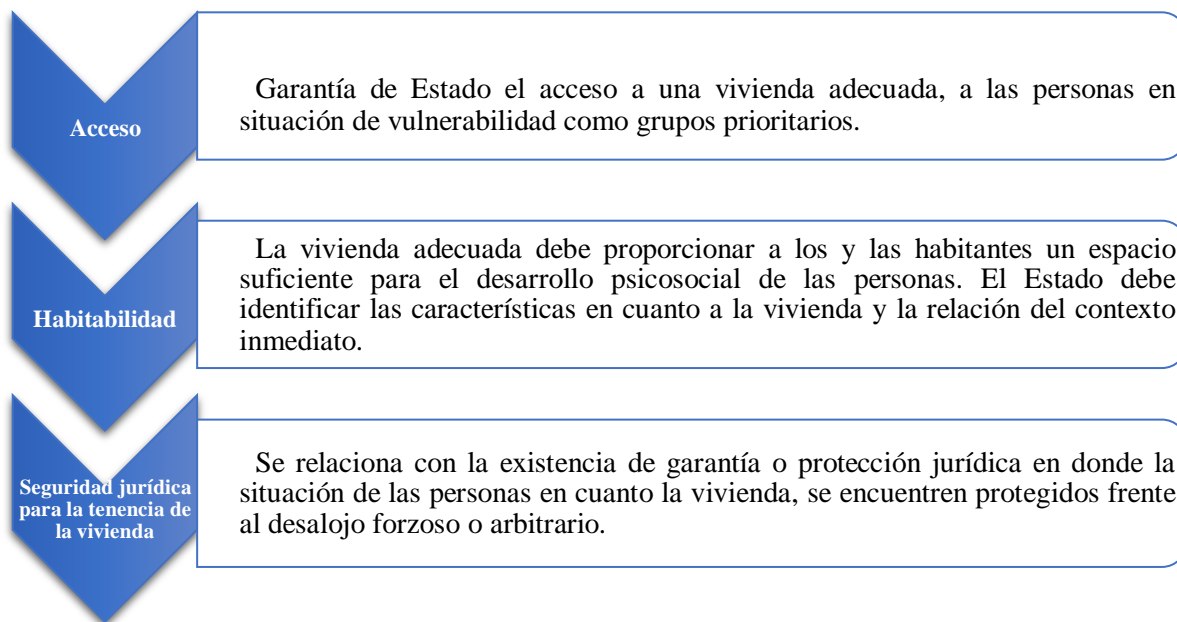 Acceso
Garantía de Estado el acceso a una vivienda adecuada, a las personas en
situación de vulnerabilidad como grupos prioritarios.
Habitabilidad
La vivienda adecuada debe proporcionar a los y las habitantes un espacio
suficiente para el desarrollo psicosocial de las personas. El Estado debe
identificar las características en cuanto a la vivienda y la relación del contexto
inmediato.
Seguridad jurídica
para la tenencia de
la vivienda
Se relaciona con la existencia de garantía o protección jurídica en donde la
situación de las personas en cuanto la vivienda, se encuentren protegidos frente
al desalojo forzoso o arbitrario.